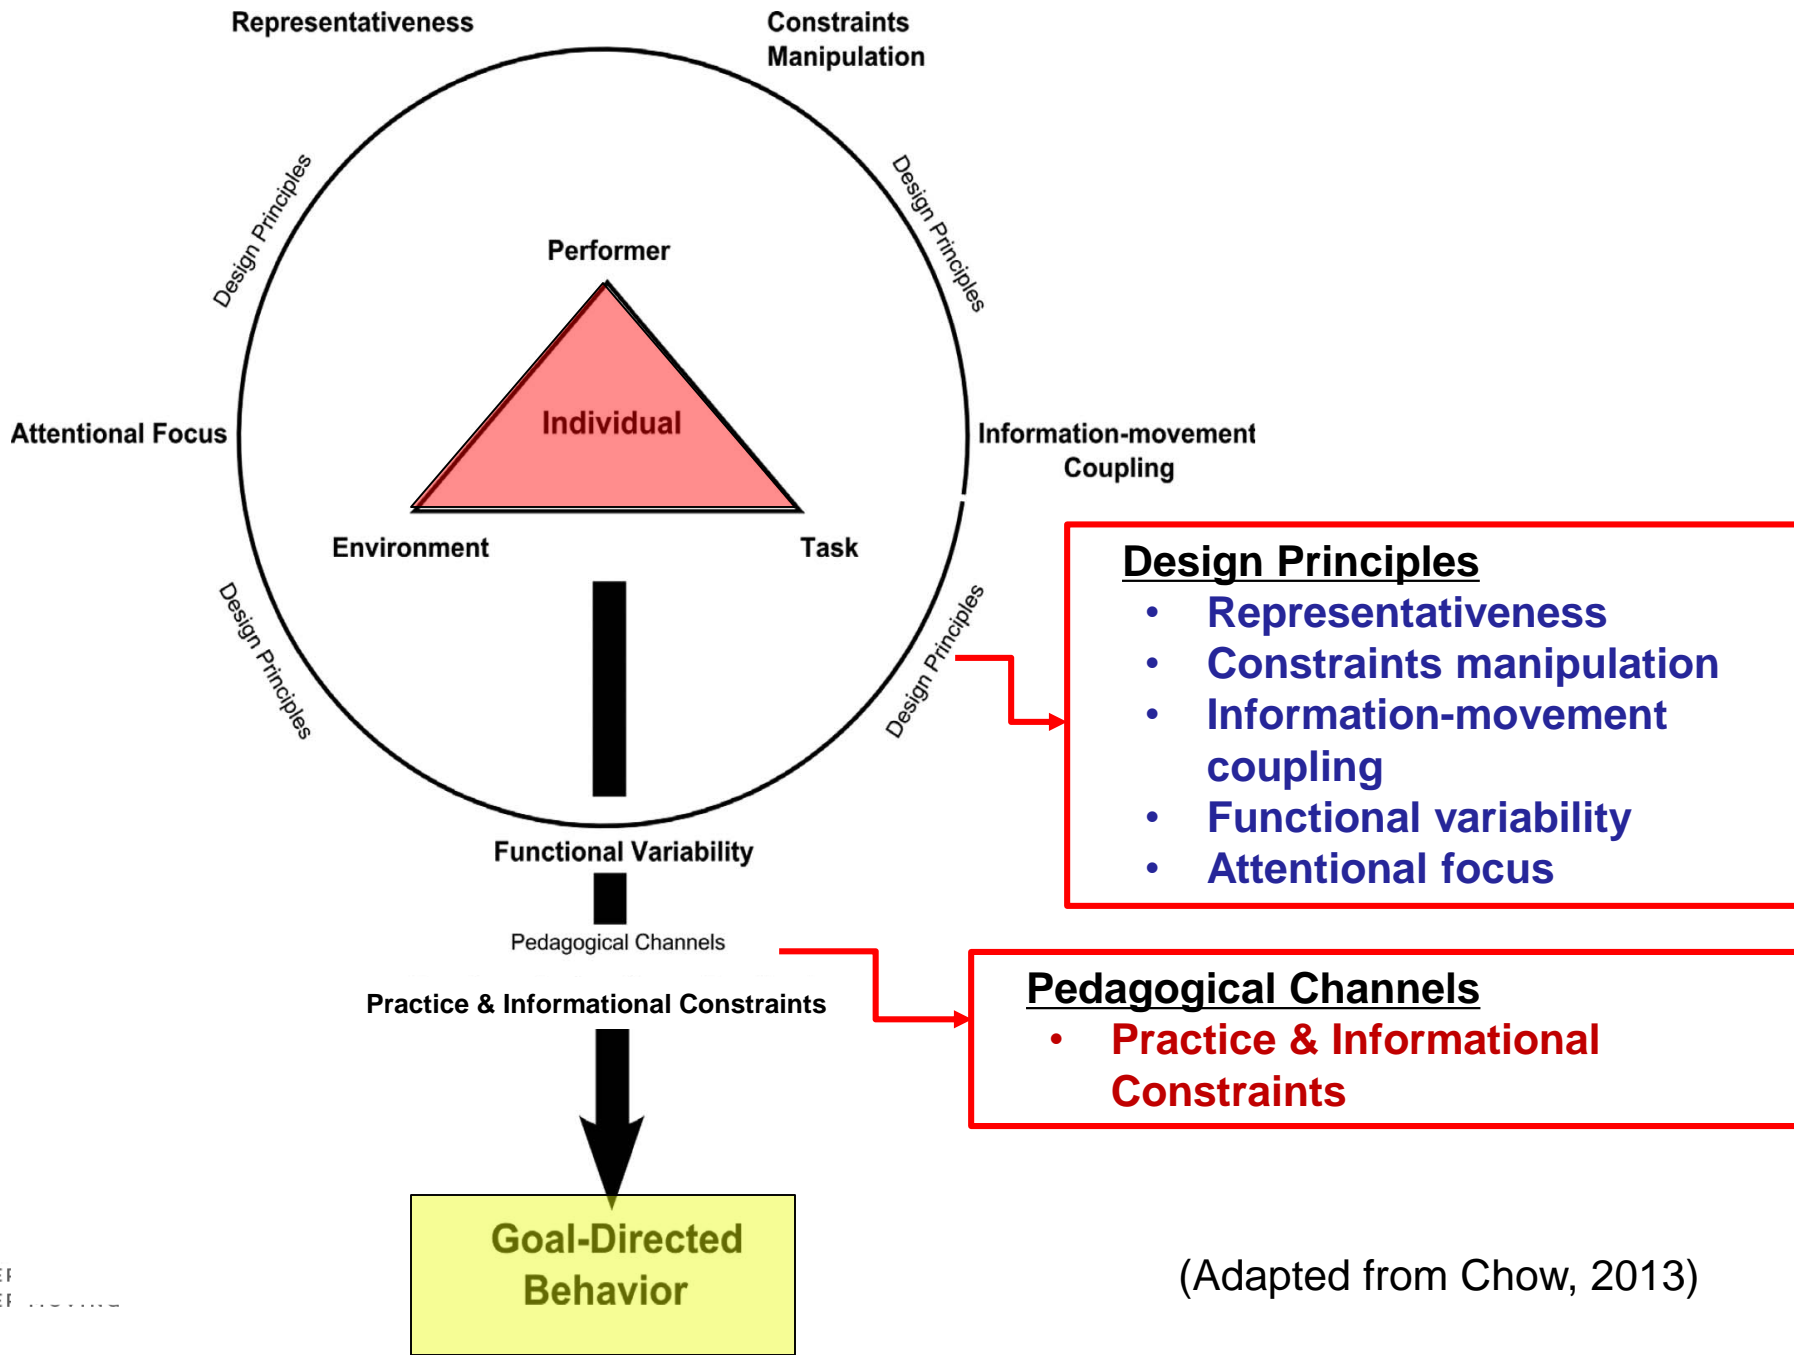 Representativeness
Constraints
Manipulation
Design Principles
Design Principles
Performer
Individual
Attentional Focus
Information-movement
Coupling
Environment
Task
Design Principles
Design Principles
Functional Variability
Pedagogical Channels
Practice & Informational Constraints
Goal-Directed
Behavior
Design Principles
• Representativeness
• Constraints manipulation
• Information-movement
coupling
• Functional variability
• Attentional focus
Pedagogical Channels
• Practice & Informational
Constraints
(Adapted from Chow, 2013)